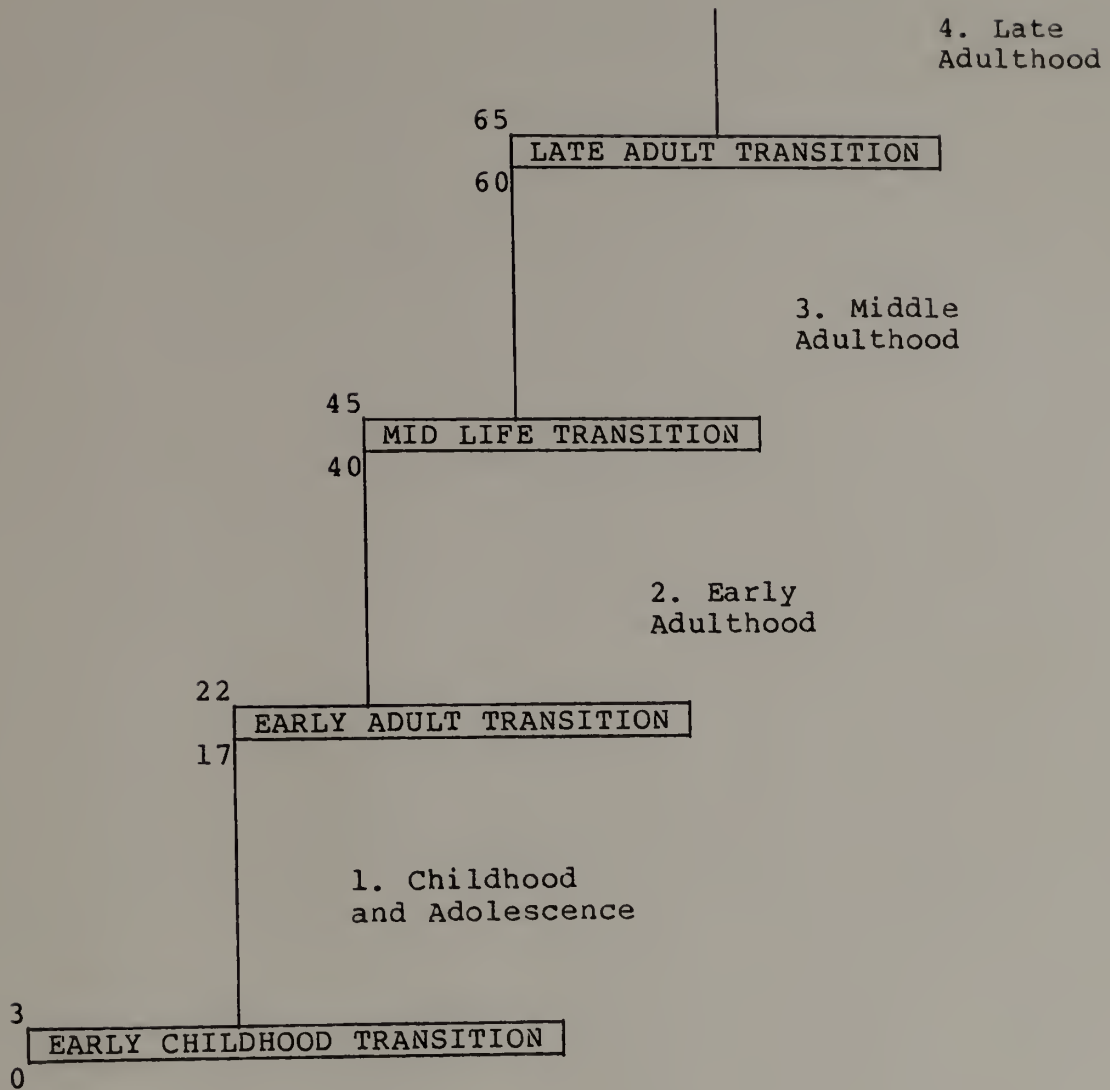 4. Late
Adulthood
65
LATE ADULT TRANSITION
60
3. Middle
Adulthood
45
MID LIFE TRANSITION
40
2. Early
Adulthood
22
EARLY ADULT TRANSITION
17
1. Childhood
and Adolescence
3
EARLY CHILDHOOD TRANSITION
0